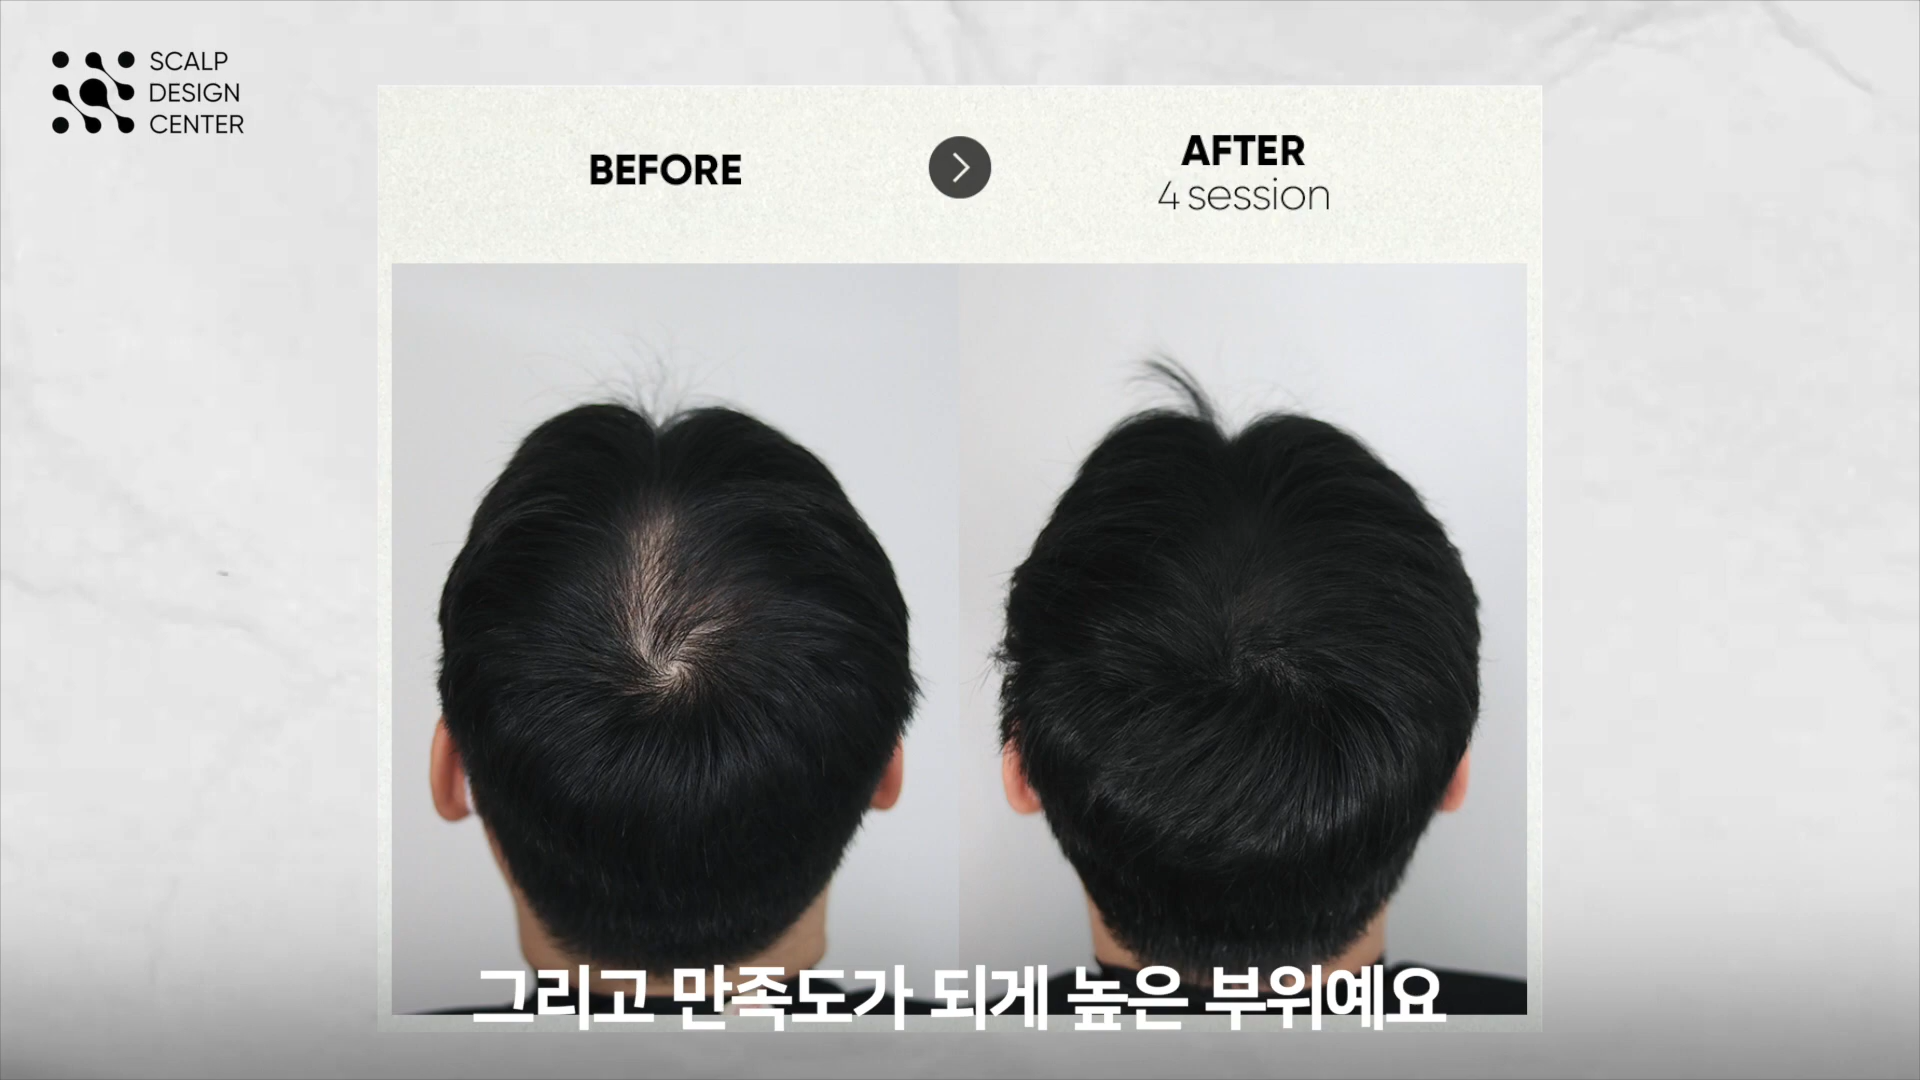 SCALP
DESIGN
CENTER
BEFORE
AFTER
4 session
그리고 만족도가 되게 높은 부위예요